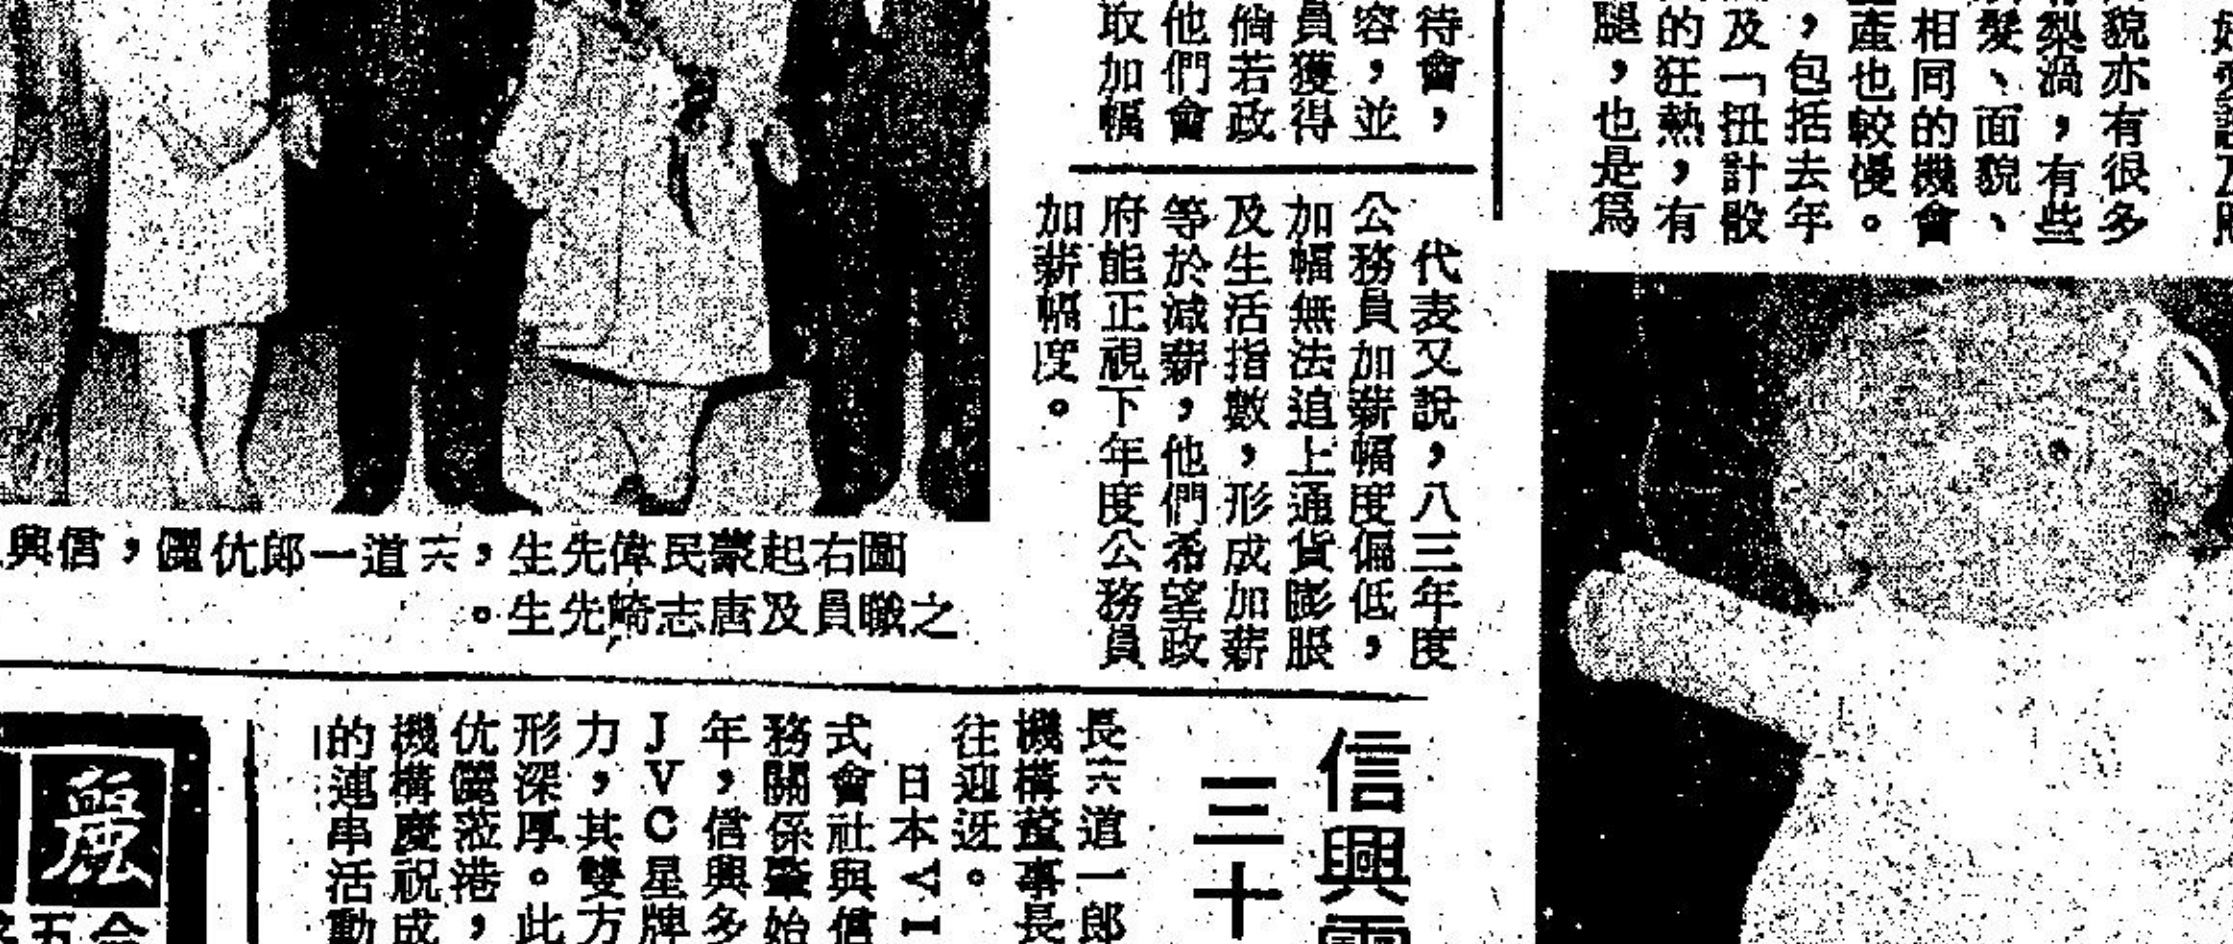 貌亦有很多
梨渦，有些
髮、面貌、
相同的機會
產也較慢。
，包括去年
及「扭計骰
的狂熱，有
腿，也是為
待會，
容，並
員獲得
倘若政
他們會
取加幅
代表又說，八三年度
公務員加薪幅度偏低，
加幅無法追上通貨膨脹
及生活指數，形成加薪
等於減薪，他們希望政
府能正視下年度公務員
加薪幅度。
圖右起蒙民偉先生，六道一郎伉儷，信興
之職員及唐志崎先生。
信興電
三十
長六道一郎
機構董事長
往迎迓。
日本VI
式會社與信
務關係肇始
年，信興多
JVC星牌
力，其雙方
形深厚。此
伉儷蒞港，
機構慶祝成
的連串活動
麗